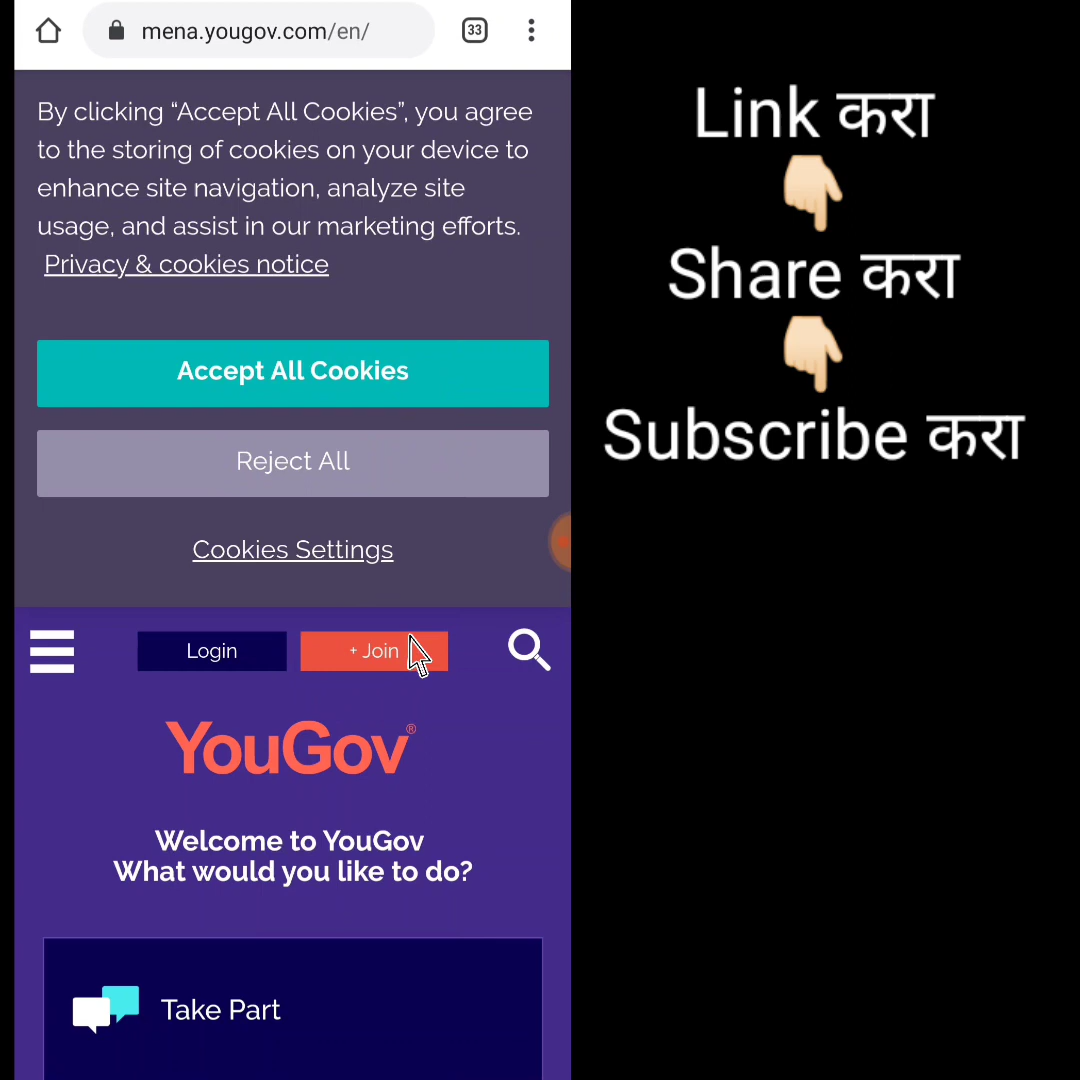 mena.yougov.com/en/
33
By clicking “Accept All Cookies”, you agree
to the storing of cookies on your device to
enhance site navigation, analyze site
usage, and assist in our marketing efforts.
Privacy & cookies notice
Accept All Cookies
Reject All
Cookies Settings
Login
+ Join
YouGov®
Welcome to YouGov
What would you like to do?
Take Part
Link करा
Share करा
Subscribe करा